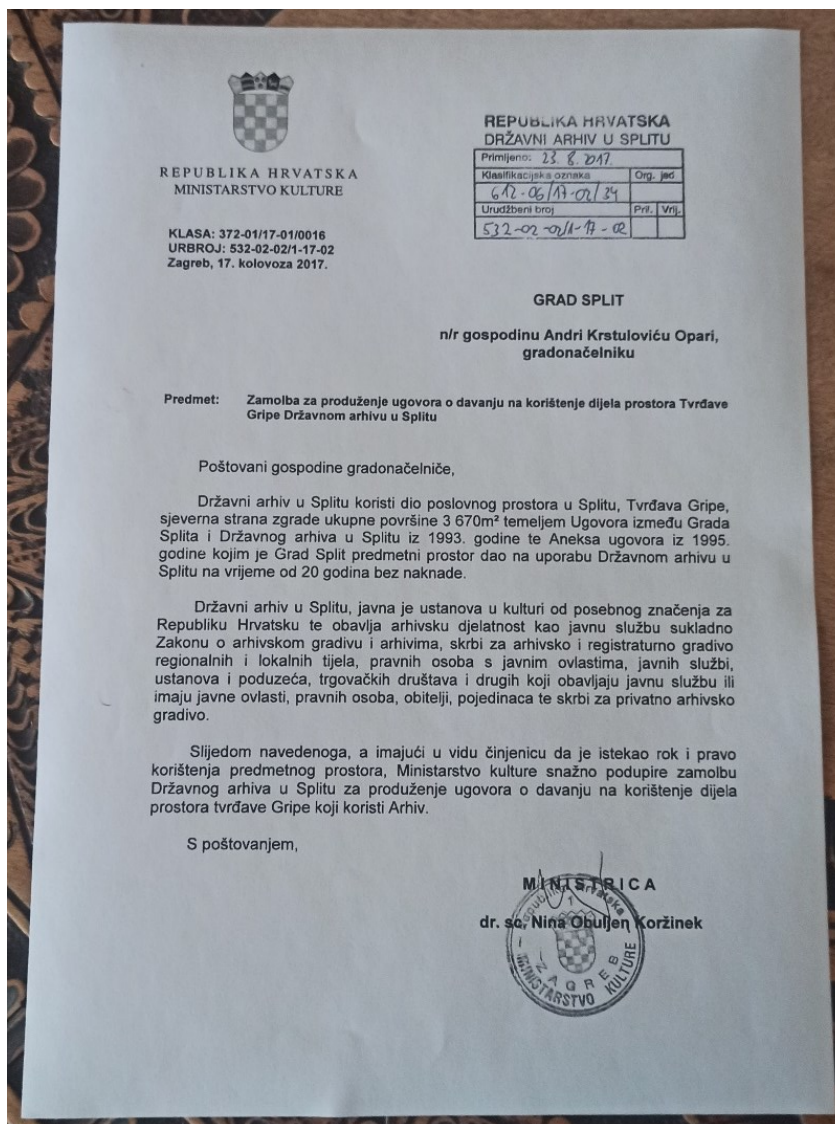 REPUBLIKA HRVATSKA
MINISTARSTVO KULTURE
KLASA: 372-01/17-01/0016
URBROJ: 532-02-02/1-17-02
Zagreb, 17. kolovoza 2017.
REPUBLIKA HRVATSKA
DRŽAVNI ARHIV U SPLITU
Primljeno: 23. 8. 2017.
Klasifikacijska oznaka Org. jed.
612-06/17-02/34
Urudžbeni broj Pril. Vrij.
532-02-02/1-17-02
GRAD SPLIT
n/r gospodinu Andri Krstuloviću Opari,
gradonačelniku
Predmet: Zamolba za produženje ugovora o davanju na korištenje dijela prostora Tvrđave
Gripe Državnom arhivu u Splitu
Poštovani gospodine gradonačelniče,
Državni arhiv u Splitu koristi dio poslovnog prostora u Splitu, Tvrđava Gripe,
sjeverna strana zgrade ukupne površine 3 670m² temeljem Ugovora između Grada
Splita i Državnog arhiva u Splitu iz 1993. godine te Aneksa ugovora iz 1995.
godine kojim je Grad Split predmetni prostor dao na uporabu Državnom arhivu u
Splitu na vrijeme od 20 godina bez naknade.
Državni arhiv u Splitu, javna je ustanova u kulturi od posebnog značenja za
Republiku Hrvatsku te obavlja arhivsku djelatnost kao javnu službu sukladno
Zakonu o arhivskom gradivu i arhivima, skrbi za arhivsko i registraturno gradivo
regionalnih i lokalnih tijela, pravnih osoba s javnim ovlastima, javnih službi,
ustanova i poduzeća, trgovačkih društava i drugih koji obavljaju javnu službu ili
imaju javne ovlasti, pravnih osoba, obitelji, pojedinaca te skrbi za privatno arhivsko
gradivo.
Slijedom navedenoga, a imajući u vidu činjenicu da je istekao rok i pravo
korištenja predmetnog prostora, Ministarstvo kulture snažno podupire zamolbu
Državnog arhiva u Splitu za produženje ugovora o davanju na korištenje dijela
prostora tvrđave Gripe koji koristi Arhiv.
S poštovanjem,
MINISTRICA
dr. sc. Nina Obuljen Koržinek
Republika Hrvatska
1
ZAGREB
MINISTARSTVO KULTURE